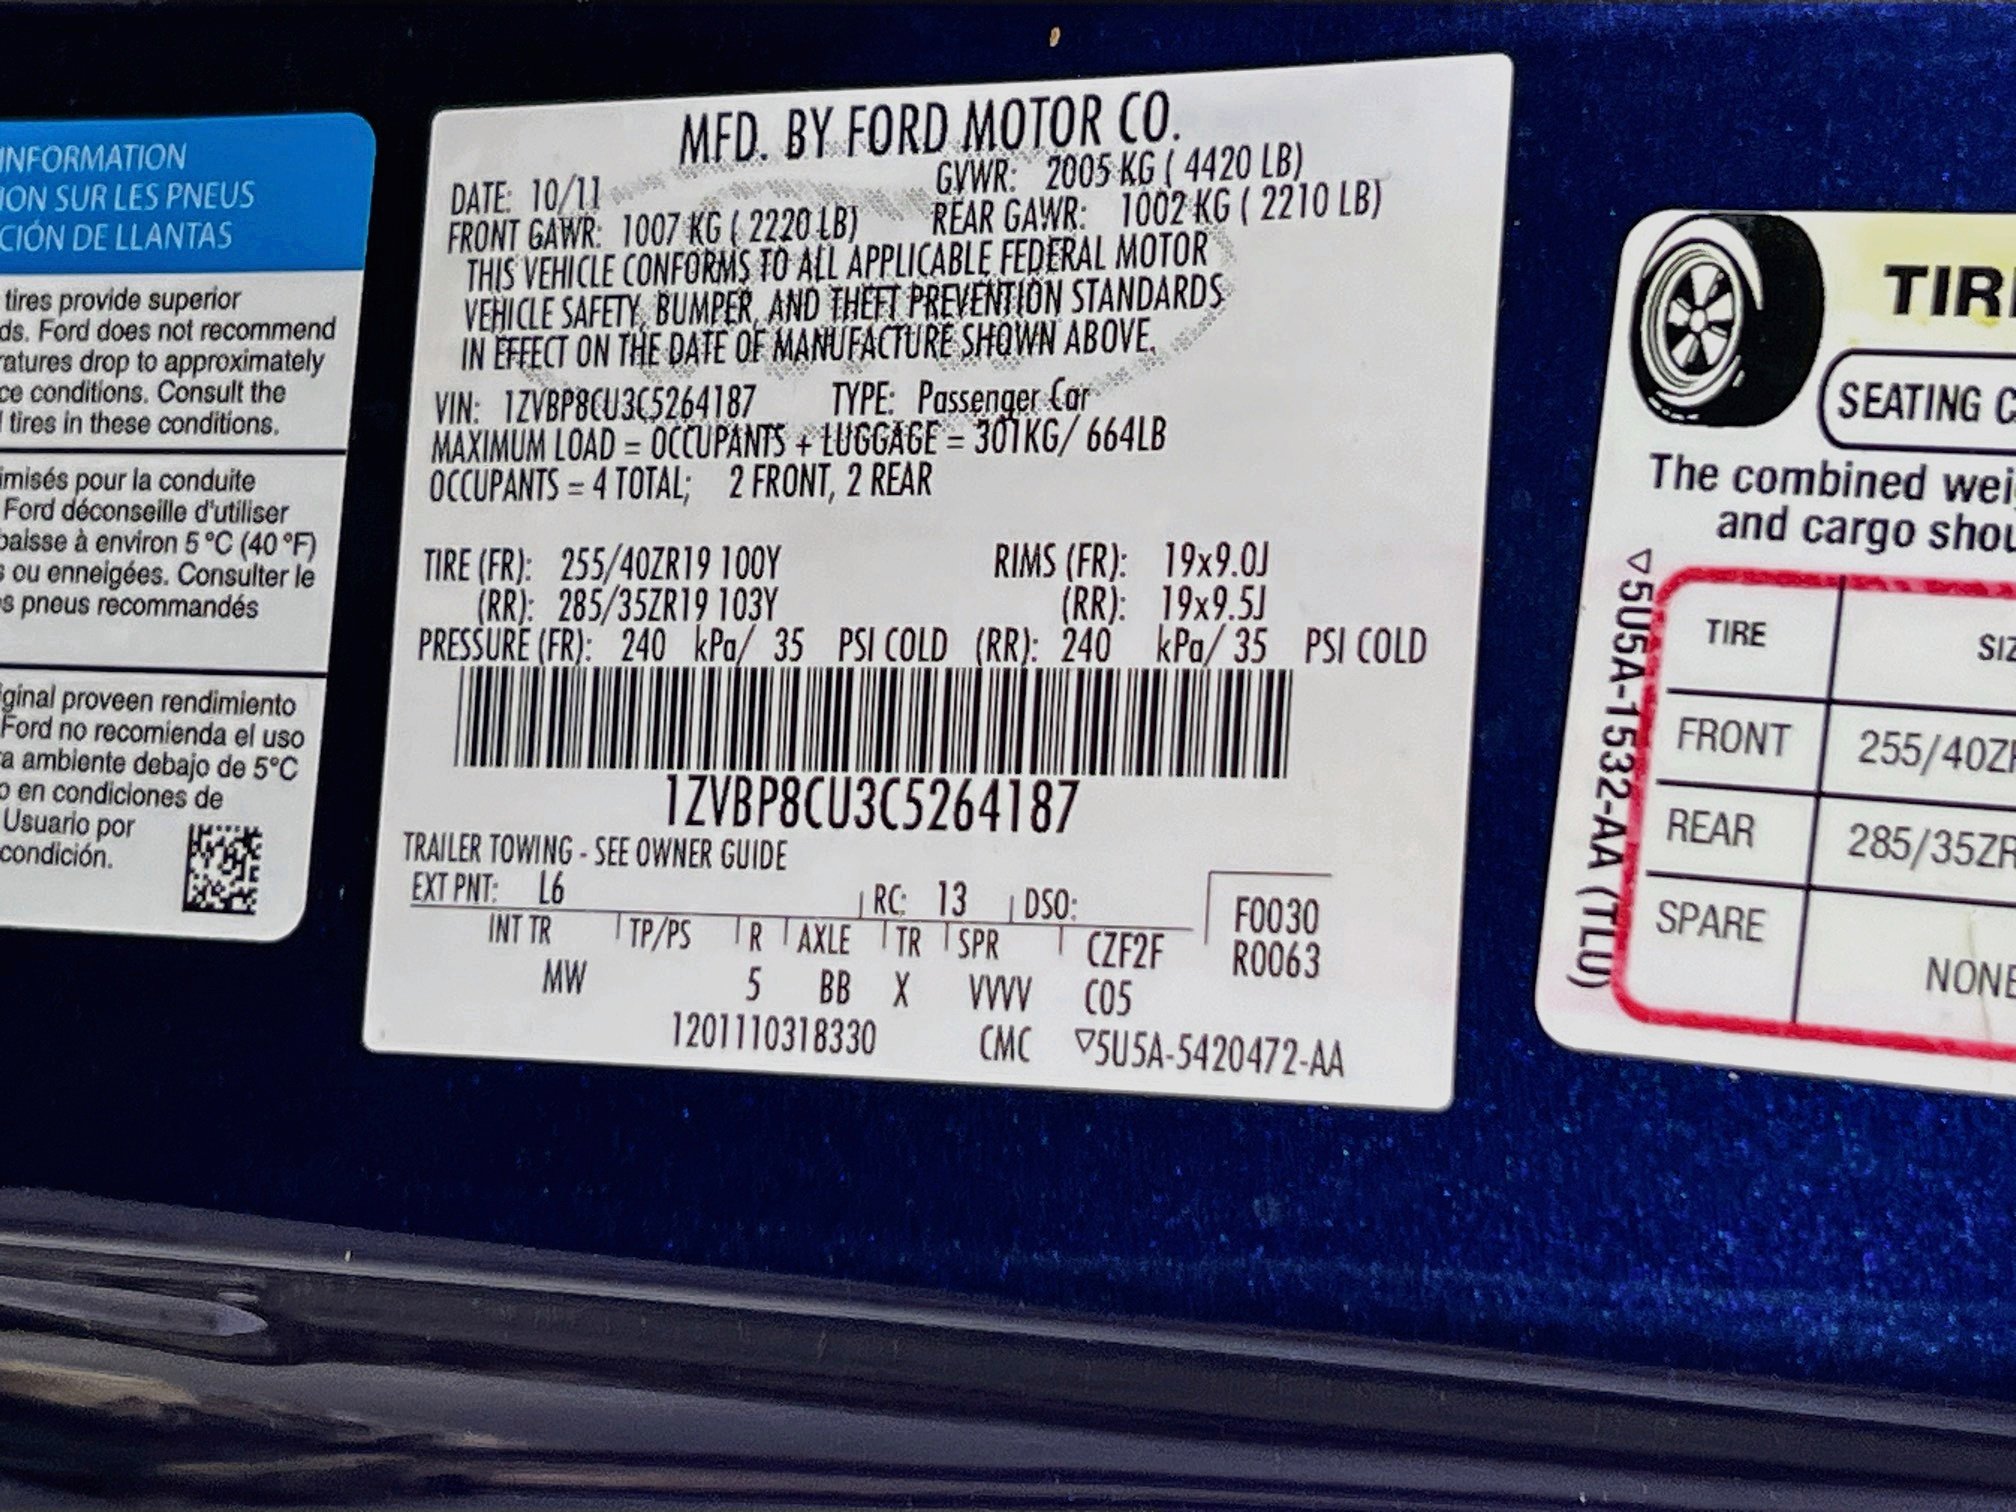 INFORMATION
ION SUR LES PNEUS
CIÓN DE LLANTAS
tires provide superior
ds. Ford does not recommend
ratures drop to approximately
ce conditions. Consult the
tires in these conditions.
imisés pour la conduite
Ford déconseille d'utiliser
baisse à environ 5 °C (40 °F)
s ou enneigées. Consulter le
s pneus recommandés
iginal proveen rendimiento
Ford no recomienda el uso
ra ambiente debajo de 5°C
o en condiciones de
Usuario por
condición.
MFD. BY FORD MOTOR CO.
DATE: 10/11 GVWR: 2005 KG ( 4420 LB)
FRONT GAWR: 1007 KG ( 2220 LB) REAR GAWR: 1002 KG ( 2210 LB)
THIS VEHICLE CONFORMS TO ALL APPLICABLE FEDERAL MOTOR
VEHICLE SAFETY, BUMPER, AND THEFT PREVENTION STANDARDS
IN EFFECT ON THE DATE OF MANUFACTURE SHOWN ABOVE.
VIN: 1ZVBP8CU3C5264187 TYPE: Passenger Car
MAXIMUM LOAD = OCCUPANTS + LUGGAGE = 301KG/ 664LB
OCCUPANTS = 4 TOTAL; 2 FRONT, 2 REAR
TIRE (FR): 255/40ZR19 100Y RIMS (FR): 19x9.0J
(RR): 285/35ZR19 103Y (RR): 19x9.5J
PRESSURE (FR): 240 kPa/ 35 PSI COLD (RR): 240 kPa/ 35 PSI COLD
1ZVBP8CU3C5264187
TRAILER TOWING - SEE OWNER GUIDE
EXT PNT: L6 RC: 13 DSO: F0030
INT TR TP/PS R AXLE TR SPR CZF2F R0063
MW 5 BB X VVVV C05
1201110318330 CMC ▽5U5A-5420472-AA
TIR
SEATING C
The combined wei
and cargo shou
▽5U5A-1532-AA (TLU)
TIRE SIZ
FRONT 255/40ZR
REAR 285/35ZR
SPARE NONE